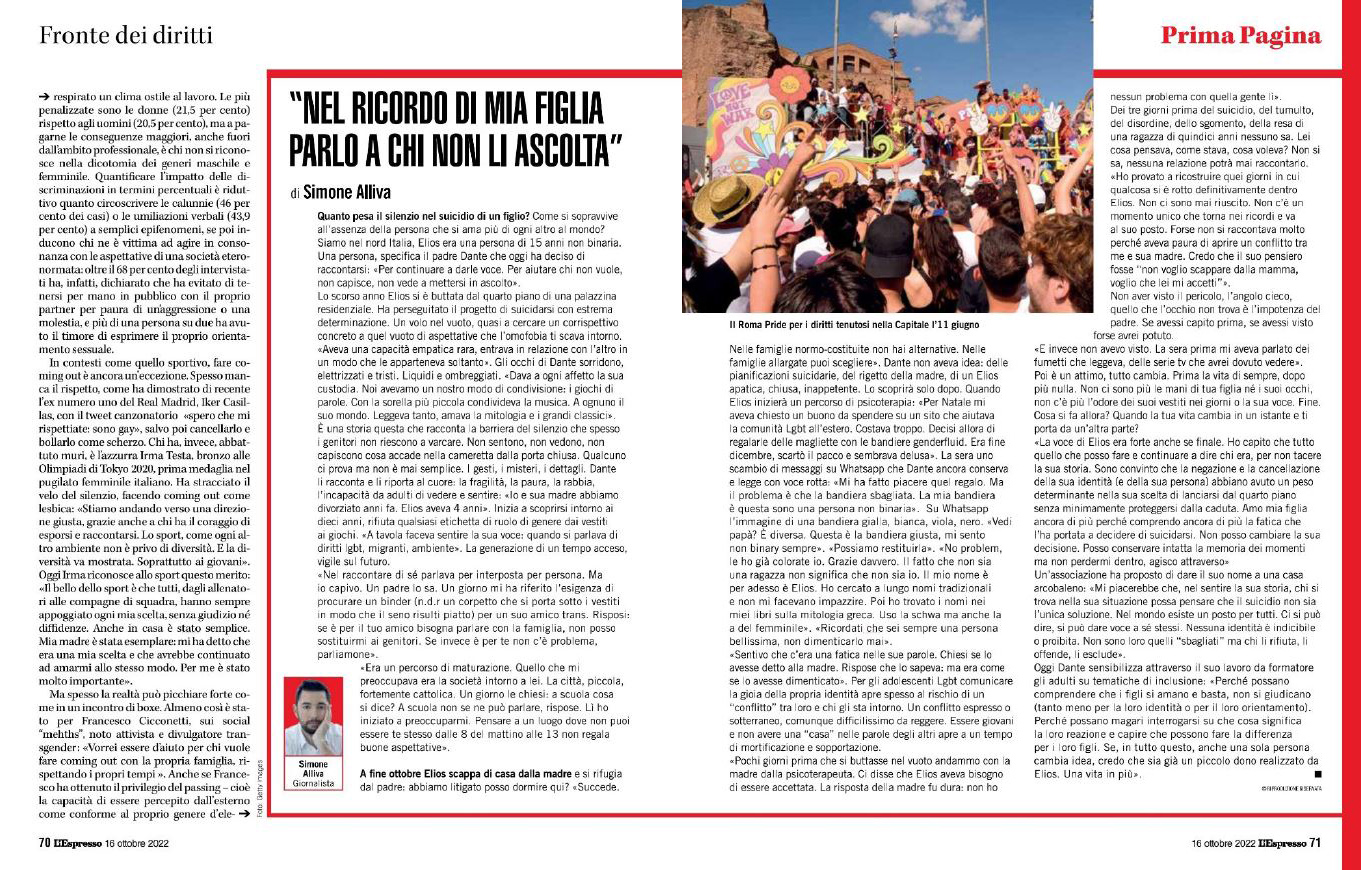 Fronte dei diritti
Prima Pagina
➔ respirato un clima ostile al lavoro. Le più
penalizzate sono le donne (21,5 per cento)
rispetto agli uomini (20,5 per cento), ma a pa-
garne le conseguenze maggiori, anche fuori
dall'ambito professionale, è chi non si ricono-
sce nella dicotomia dei generi maschile e
femminile. Quantificare l'impatto delle di-
scriminazioni in termini percentuali è ridut-
tivo quanto circoscrivere le calunnie (46 per
cento dei casi) o le umiliazioni verbali (43,9
per cento) a semplici epifenomeni, se poi in-
ducono chi ne è vittima ad agire in conso-
nanza con le aspettative di una società etero-
normata: oltre il 68 per cento degli intervista-
ti ha, infatti, dichiarato che ha evitato di te-
nersi per mano in pubblico con il proprio
partner per paura di un'aggressione o una
molestia, e più di una persona su due ha avu-
to il timore di esprimere il proprio orienta-
mento sessuale.
In contesti come quello sportivo, fare co-
ming out è ancora un'eccezione. Spesso man-
ca il rispetto, come ha dimostrato di recente
l'ex numero uno del Real Madrid, Iker Casil-
las, con il tweet canzonatorio «spero che mi
rispettiate: sono gay», salvo poi cancellarlo e
bollarlo come scherzo. Chi ha, invece, abbat-
tuto muri, è l'azzurra Irma Testa, bronzo alle
Olimpiadi di Tokyo 2020, prima medaglia nel
pugilato femminile italiano. Ha stracciato il
velo del silenzio, facendo coming out come
lesbica: «Stiamo andando verso una direzio-
ne giusta, grazie anche a chi ha il coraggio di
esporsi e raccontarsi. Lo sport, come ogni al-
tro ambiente non è privo di diversità. E la di-
versità va mostrata. Soprattutto ai giovani».
Oggi Irma riconosce allo sport questo merito:
«Il bello dello sport è che tutti, dagli allenato-
ri alle compagne di squadra, hanno sempre
appoggiato ogni mia scelta, senza giudizio né
diffidenze. Anche in casa è stato semplice.
Mia madre è stata esemplare: mi ha detto che
era una mia scelta e che avrebbe continuato
ad amarmi allo stesso modo. Per me è stato
molto importante».
Ma spesso la realtà può picchiare forte co-
me in un incontro di boxe. Almeno così è sta-
to per Francesco Cicconetti, sui social
"mehths", noto attivista e divulgatore tran-
sgender: «Vorrei essere d'aiuto per chi vuole
fare coming out con la propria famiglia, ri-
spettando i propri tempi ». Anche se France-
sco ha ottenuto il privilegio del passing – cioè
la capacità di essere percepito dall'esterno
come conforme al proprio genere d'ele- ➔
"NEL RICORDO DI MIA FIGLIA
PARLO A CHI NON LI ASCOLTA"
di Simone Alliva
Quanto pesa il silenzio nel suicidio di un figlio? Come si sopravvive
all'assenza della persona che si ama più di ogni altro al mondo?
Siamo nel nord Italia, Elios era una persona di 15 anni non binaria.
Una persona, specifica il padre Dante che oggi ha deciso di
raccontarsi: «Per continuare a darle voce. Per aiutare chi non vuole,
non capisce, non vede a mettersi in ascolto».
Lo scorso anno Elios si è buttata dal quarto piano di una palazzina
residenziale. Ha perseguitato il progetto di suicidarsi con estrema
determinazione. Un volo nel vuoto, quasi a cercare un corrispettivo
concreto a quel vuoto di aspettative che l'omofobia ti scava intorno.
«Aveva una capacità empatica rara, entrava in relazione con l'altro in
un modo che le apparteneva soltanto». Gli occhi di Dante sorridono,
elettrizzati e tristi. Liquidi e ombreggiati. «Dava a ogni affetto la sua
custodia. Noi avevamo un nostro modo di condivisione: i giochi di
parole. Con la sorella più piccola condivideva la musica. A ognuno il
suo mondo. Leggeva tanto, amava la mitologia e i grandi classici».
È una storia questa che racconta la barriera del silenzio che spesso
i genitori non riescono a varcare. Non sentono, non vedono, non
capiscono cosa accade nella cameretta dalla porta chiusa. Qualcuno
ci prova ma non è mai semplice. I gesti, i misteri, i dettagli. Dante
li racconta e li riporta al cuore: la fragilità, la paura, la rabbia,
l'incapacità da adulti di vedere e sentire: «Io e sua madre abbiamo
divorziato anni fa. Elios aveva 4 anni». Inizia a scoprirsi intorno ai
dieci anni, rifiuta qualsiasi etichetta di ruolo di genere dai vestiti
ai giochi. «A tavola faceva sentire la sua voce: quando si parlava di
diritti lgbt, migranti, ambiente». La generazione di un tempo acceso,
vigile sul futuro.
«Nel raccontare di sé parlava per interposta per persona. Ma
io capivo. Un padre lo sa. Un giorno mi ha riferito l'esigenza di
procurare un binder (n.d.r un corpetto che si porta sotto i vestiti
in modo che il seno risulti piatto) per un suo amico trans. Risposi:
se è per il tuo amico bisogna parlare con la famiglia, non posso
sostituirmi ai genitori. Se invece è per te non c'è problema,
parliamone».
«Era un percorso di maturazione. Quello che mi
preoccupava era la società intorno a lei. La città, piccola,
fortemente cattolica. Un giorno le chiesi: a scuola cosa
si dice? A scuola non se ne può parlare, rispose. Lì ho
iniziato a preoccuparmi. Pensare a un luogo dove non puoi
essere te stesso dalle 8 del mattino alle 13 non regala
buone aspettative».
A fine ottobre Elios scappa di casa dalla madre e si rifugia
dal padre: abbiamo litigato posso dormire qui? «Succede.
Simone
Alliva
Giornalista
Foto: Getty Images
LOVE
NOT
WAX
Il Roma Pride per i diritti tenutosi nella Capitale l'11 giugno
Nelle famiglie normo-costituite non hai alternative. Nelle
famiglie allargate puoi scegliere». Dante non aveva idea: delle
pianificazioni suicidarie, del rigetto della madre, di un Elios
apatica, chiusa, inappetente. Lo scoprirà solo dopo. Quando
Elios inizierà un percorso di psicoterapia: «Per Natale mi
aveva chiesto un buono da spendere su un sito che aiutava
la comunità Lgbt all'estero. Costava troppo. Decisi allora di
regalarle delle magliette con le bandiere genderfluid. Era fine
dicembre, scartò il pacco e sembrava delusa». La sera uno
scambio di messaggi su Whatsapp che Dante ancora conserva
e legge con voce rotta: «Mi ha fatto piacere quel regalo. Ma
il problema è che la bandiera sbagliata. La mia bandiera
è questa sono una persona non binaria». Su Whatsapp
l'immagine di una bandiera gialla, bianca, viola, nero. «Vedi
papà? È diversa. Questa è la bandiera giusta, mi sento
non binary sempre». «Possiamo restituirla». «No problem,
le ho già colorate io. Grazie davvero. Il fatto che non sia
una ragazza non significa che non sia io. Il mio nome è
per adesso è Elios. Ho cercato a lungo nomi tradizionali
e non mi facevano impazzire. Poi ho trovato i nomi nei
miei libri sulla mitologia greca. Uso la schwa ma anche la
a del femminile». «Ricordati che sei sempre una persona
bellissima, non dimenticarlo mai».
«Sentivo che c'era una fatica nelle sue parole. Chiesi se lo
avesse detto alla madre. Rispose che lo sapeva: ma era come
se lo avesse dimenticato». Per gli adolescenti Lgbt comunicare
la gioia della propria identità apre spesso al rischio di un
"conflitto" tra loro e chi gli sta intorno. Un conflitto espresso o
sotterraneo, comunque difficilissimo da reggere. Essere giovani
e non avere una "casa" nelle parole degli altri apre a un tempo
di mortificazione e sopportazione.
«Pochi giorni prima che si buttasse nel vuoto andammo con la
madre dalla psicoterapeuta. Ci disse che Elios aveva bisogno
di essere accettata. La risposta della madre fu dura: non ho
nessun problema con quella gente lì».
Dei tre giorni prima del suicidio, del tumulto,
del disordine, dello sgomento, della resa di
una ragazza di quindici anni nessuno sa. Lei
cosa pensava, come stava, cosa voleva? Non si
sa, nessuna relazione potrà mai raccontarlo.
«Ho provato a ricostruire quei giorni in cui
qualcosa si è rotto definitivamente dentro
Elios. Non ci sono mai riuscito. Non c'è un
momento unico che torna nei ricordi e va
al suo posto. Forse non si raccontava molto
perché aveva paura di aprire un conflitto tra
me e sua madre. Credo che il suo pensiero
fosse "non voglio scappare dalla mamma,
voglio che lei mi accetti"».
Non aver visto il pericolo, l'angolo cieco,
quello che l'occhio non trova è l'impotenza del
padre. Se avessi capito prima, se avessi visto
forse avrei potuto.
«E invece non avevo visto. La sera prima mi aveva parlato dei
fumetti che leggeva, delle serie tv che avrei dovuto vedere».
Poi è un attimo, tutto cambia. Prima la vita di sempre, dopo
più nulla. Non ci sono più le mani di tua figlia né i suoi occhi,
non c'è più l'odore dei suoi vestiti nei giorni o la sua voce. Fine.
Cosa si fa allora? Quando la tua vita cambia in un istante e ti
porta da un'altra parte?
«La voce di Elios era forte anche se finale. Ho capito che tutto
quello che posso fare e continuare a dire chi era, per non tacere
la sua storia. Sono convinto che la negazione e la cancellazione
della sua identità (e della sua persona) abbiano avuto un peso
determinante nella sua scelta di lanciarsi dal quarto piano
senza minimamente proteggersi dalla caduta. Amo mia figlia
ancora di più perché comprendo ancora di più la fatica che
l'ha portata a decidere di suicidarsi. Non posso cambiare la sua
decisione. Posso conservare intatta la memoria dei momenti
ma non perdermi dentro, agisco attraverso»
Un'associazione ha proposto di dare il suo nome a una casa
arcobaleno: «Mi piacerebbe che, nel sentire la sua storia, chi si
trova nella sua situazione possa pensare che il suicidio non sia
l'unica soluzione. Nel mondo esiste un posto per tutti. Ci si può
dire, si può dare voce a sé stessi. Nessuna identità è indicibile
o proibita. Non sono loro quelli "sbagliati" ma chi li rifiuta, li
offende, li esclude».
Oggi Dante sensibilizza attraverso il suo lavoro da formatore
gli adulti su tematiche di inclusione: «Perché possano
comprendere che i figli si amano e basta, non si giudicano
(tanto meno per la loro identità o per il loro orientamento).
Perché possano magari interrogarsi su che cosa significa
la loro reazione e capire che possono fare la differenza
per i loro figli. Se, in tutto questo, anche una sola persona
cambia idea, credo che sia già un piccolo dono realizzato da
Elios. Una vita in più».
© RIPRODUZIONE RISERVATA
70 L'Espresso 16 ottobre 2022
16 ottobre 2022 L'Espresso 71